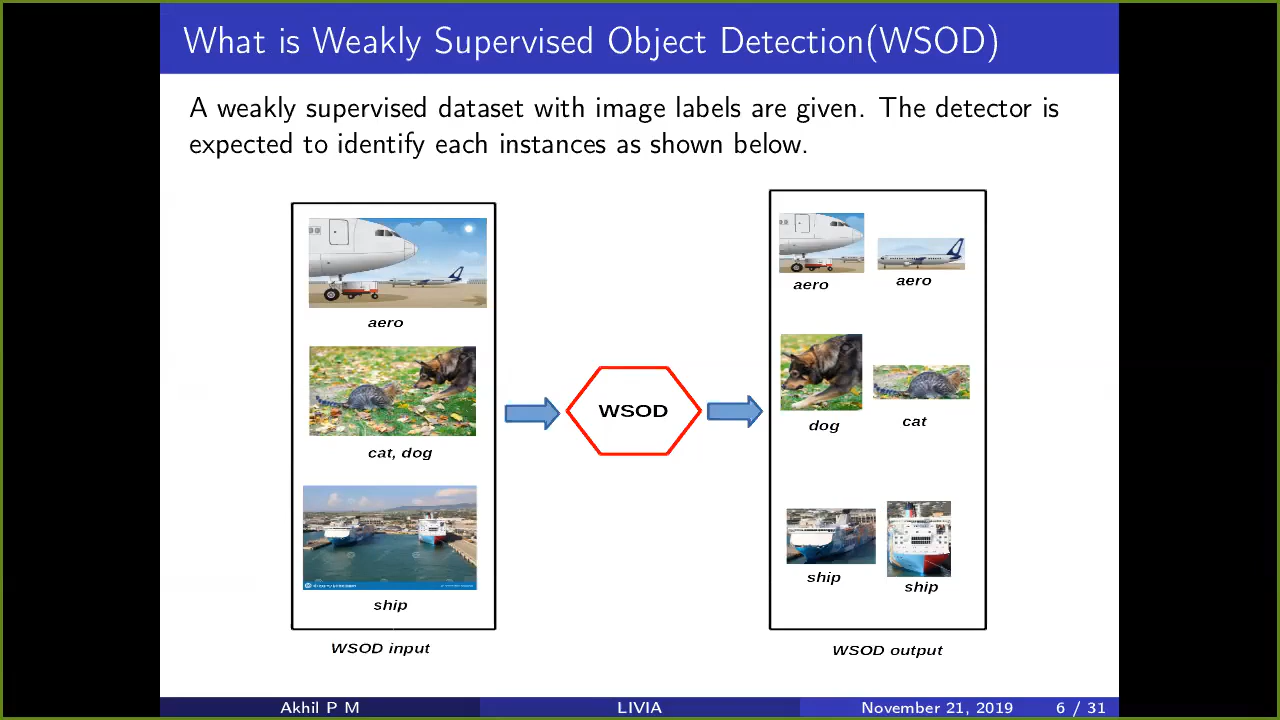 What is Weakly Supervised Object Detection(WSOD)
A weakly supervised dataset with image labels are given. The detector is
expected to identify each instances as shown below.
aero
cat, dog
ship
WSOD input
WSOD
aero
aero
dog
cat
ship
ship
WSOD output
Akhil P M
LIVIA
November 21, 2019
6 / 31